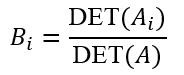 B_i = DET(A_i) / DET(A)